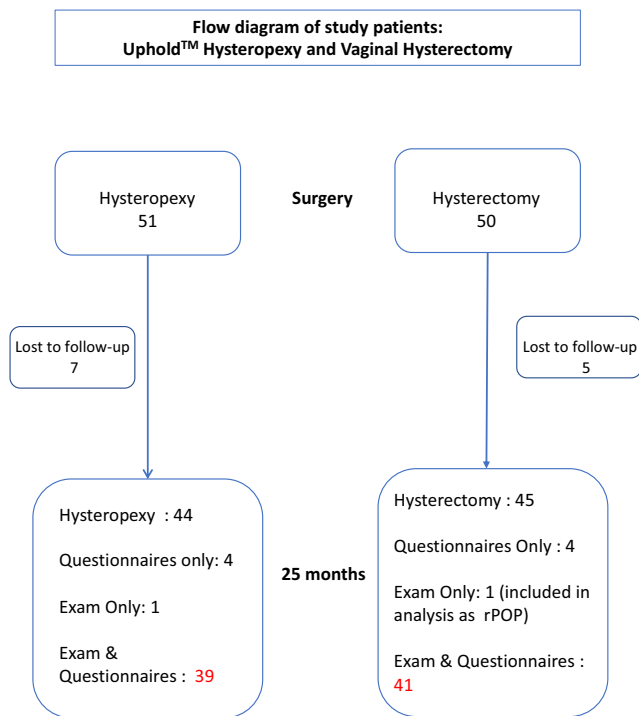 Flow diagram of study patients:
Uphold™ Hysteropexy and Vaginal Hysterectomy
Hysteropexy
51
Surgery
Hysterectomy
50
Lost to follow-up
7
Lost to follow-up
5
Hysteropexy : 44
Questionnaires only: 4
Exam Only: 1
Exam &
Questionnaires : 39
25 months
Hysterectomy : 45
Questionnaires Only : 4
Exam Only: 1 (included in
analysis as rPOP)
Exam & Questionnaires :
41